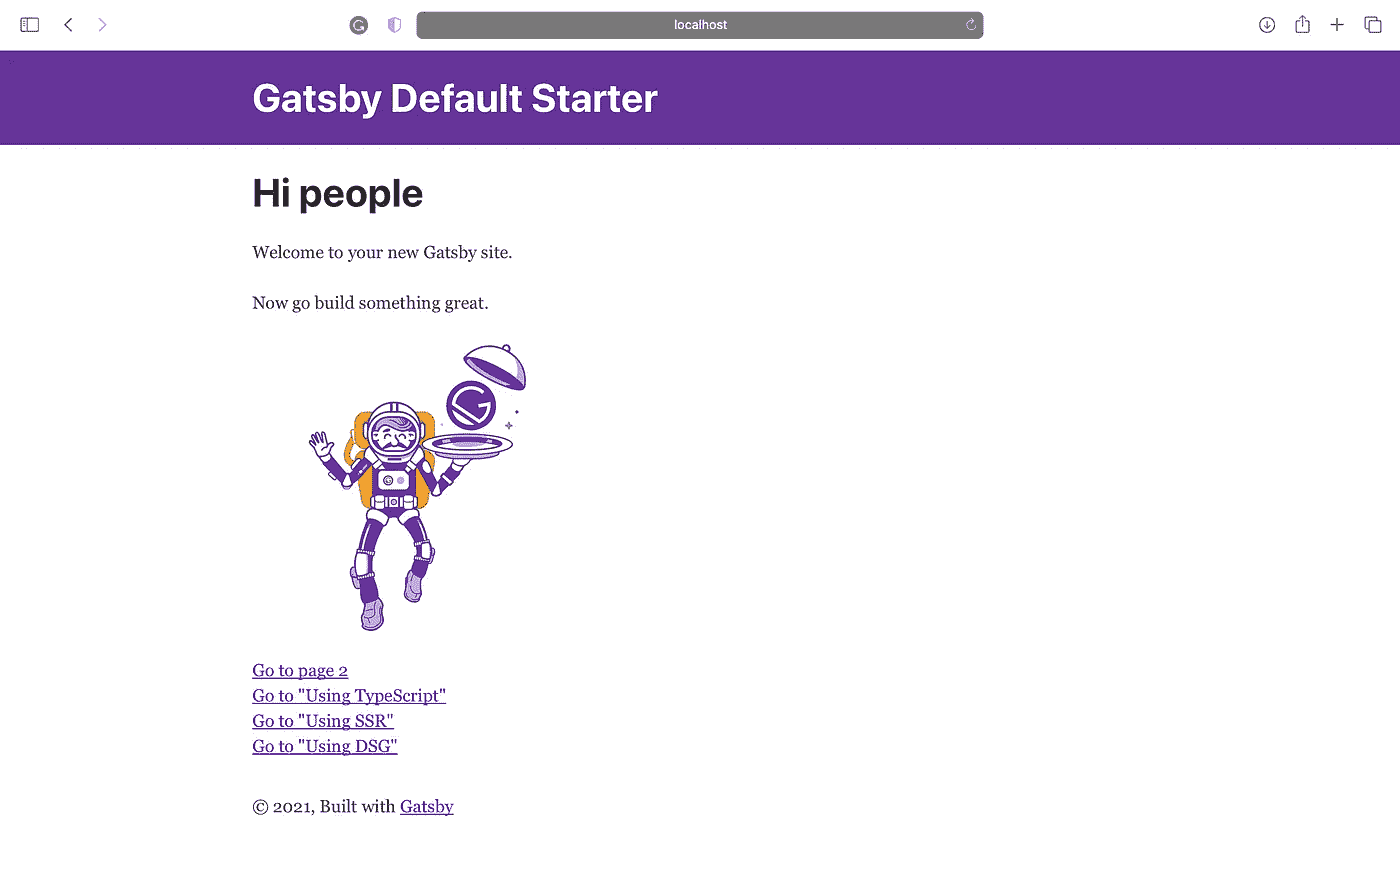 localhost
Gatsby Default Starter
Hi people
Welcome to your new Gatsby site.
Now go build something great.
Go to page 2
Go to "Using TypeScript"
Go to "Using SSR"
Go to "Using DSG"
© 2021, Built with Gatsby